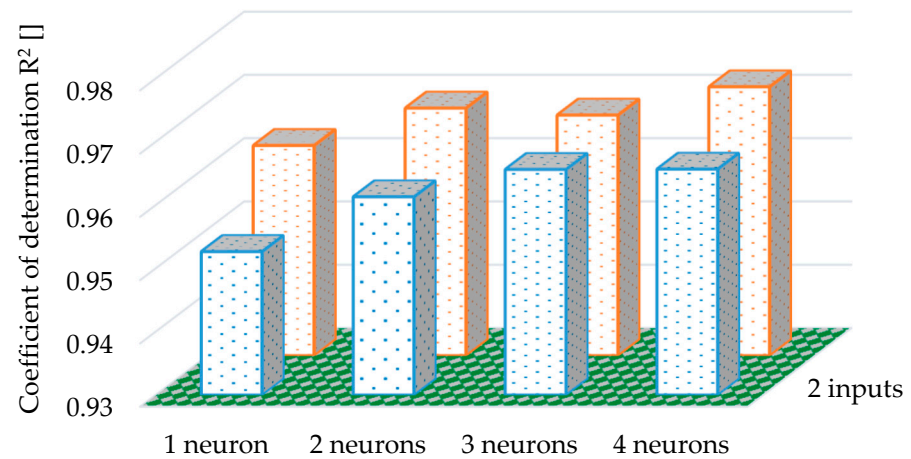 Coefficient of determination R² []
0.98
0.97
0.96
0.95
0.94
0.93
2 inputs
1 neuron 2 neurons 3 neurons 4 neurons